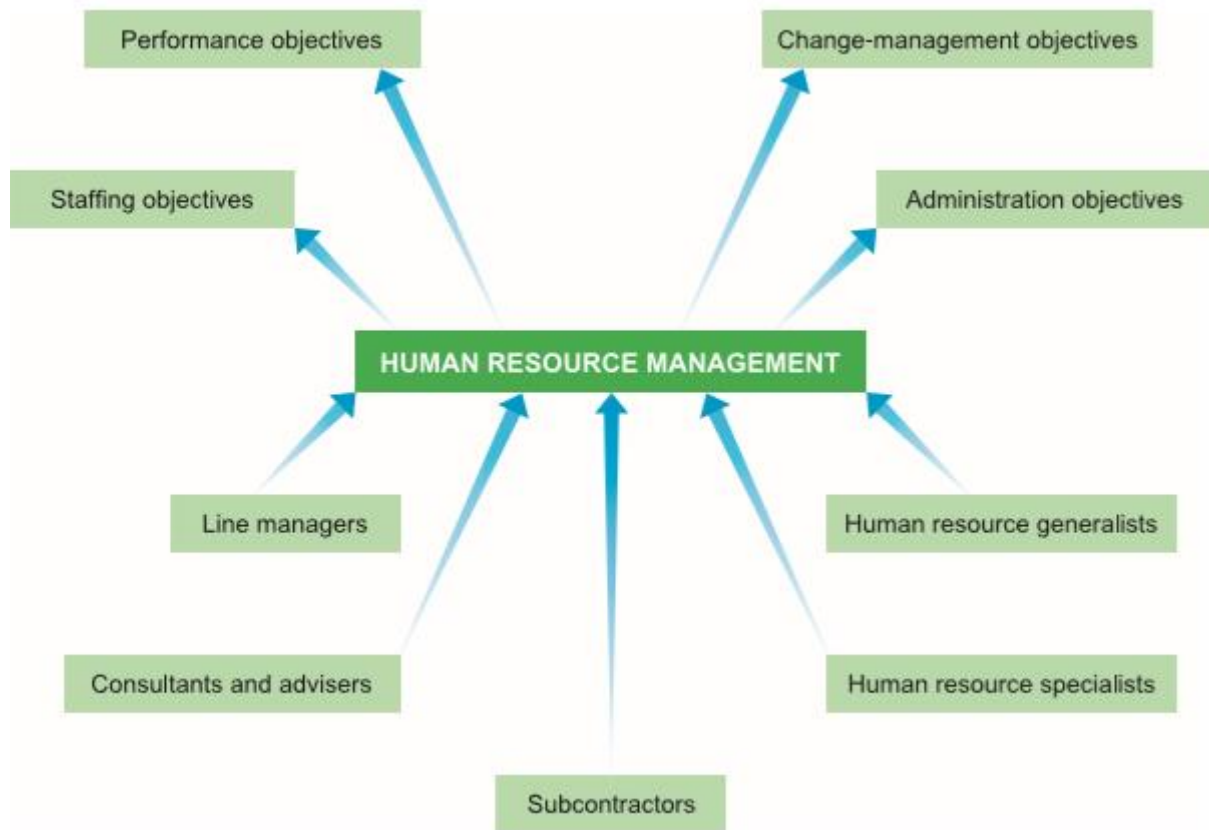 Performance objectives
Change-management objectives
Staffing objectives
Administration objectives
HUMAN RESOURCE MANAGEMENT
Line managers
Human resource generalists
Consultants and advisers
Human resource specialists
Subcontractors